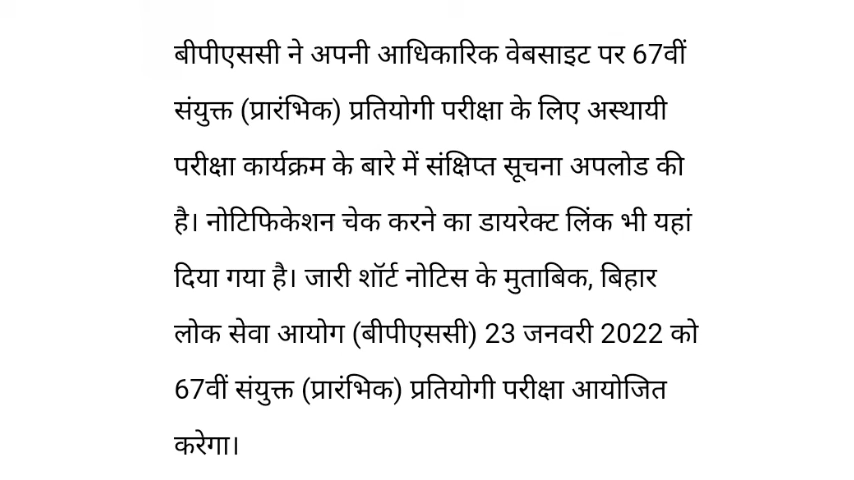 बीपीएससी ने अपनी आधिकारिक वेबसाइट पर 67वीं
संयुक्त (प्रारंभिक) प्रतियोगी परीक्षा के लिए अस्थायी
परीक्षा कार्यक्रम के बारे में संक्षिप्त सूचना अपलोड की
है। नोटिफिकेशन चेक करने का डायरेक्ट लिंक भी यहां
दिया गया है। जारी शॉर्ट नोटिस के मुताबिक, बिहार
लोक सेवा आयोग (बीपीएससी) 23 जनवरी 2022 को
67वीं संयुक्त (प्रारंभिक) प्रतियोगी परीक्षा आयोजित
करेगा।